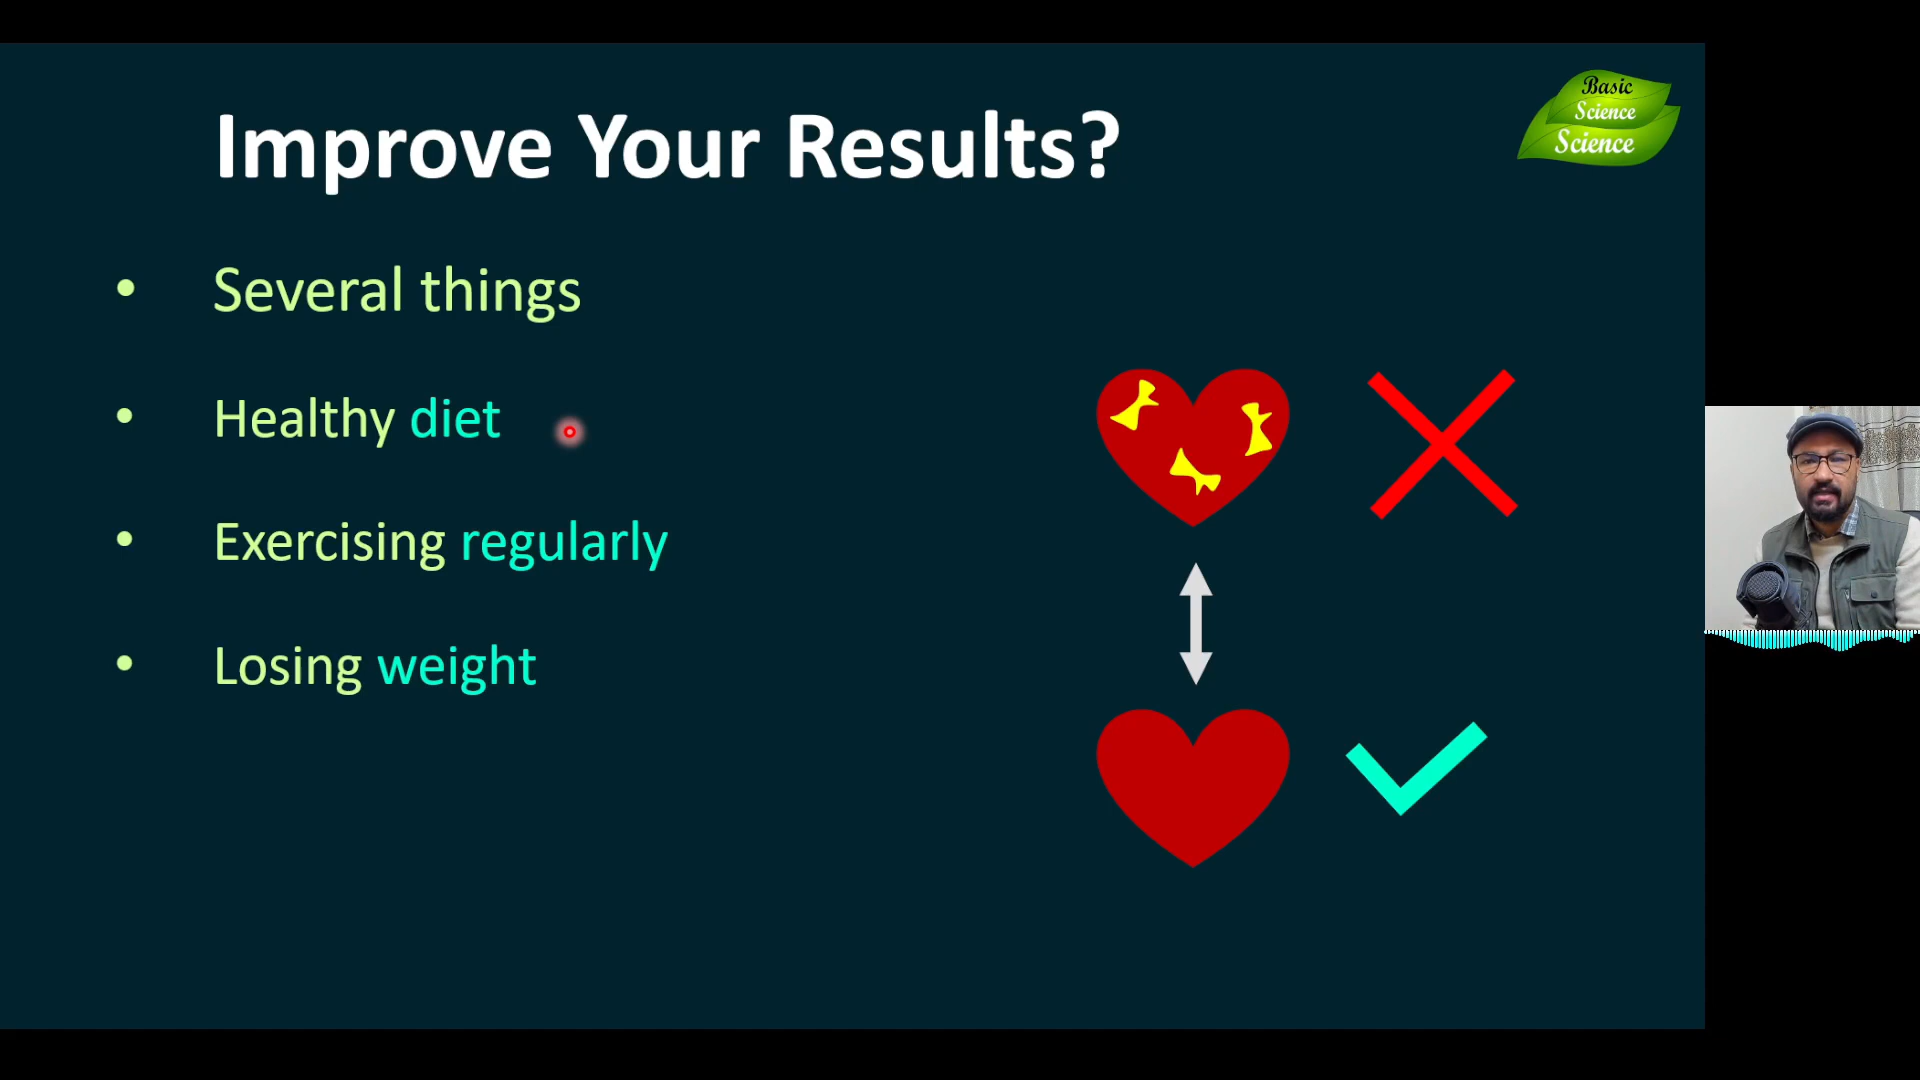 Improve Your Results?
Basic
Science
Science
• Several things
• Healthy diet
• Exercising regularly
• Losing weight